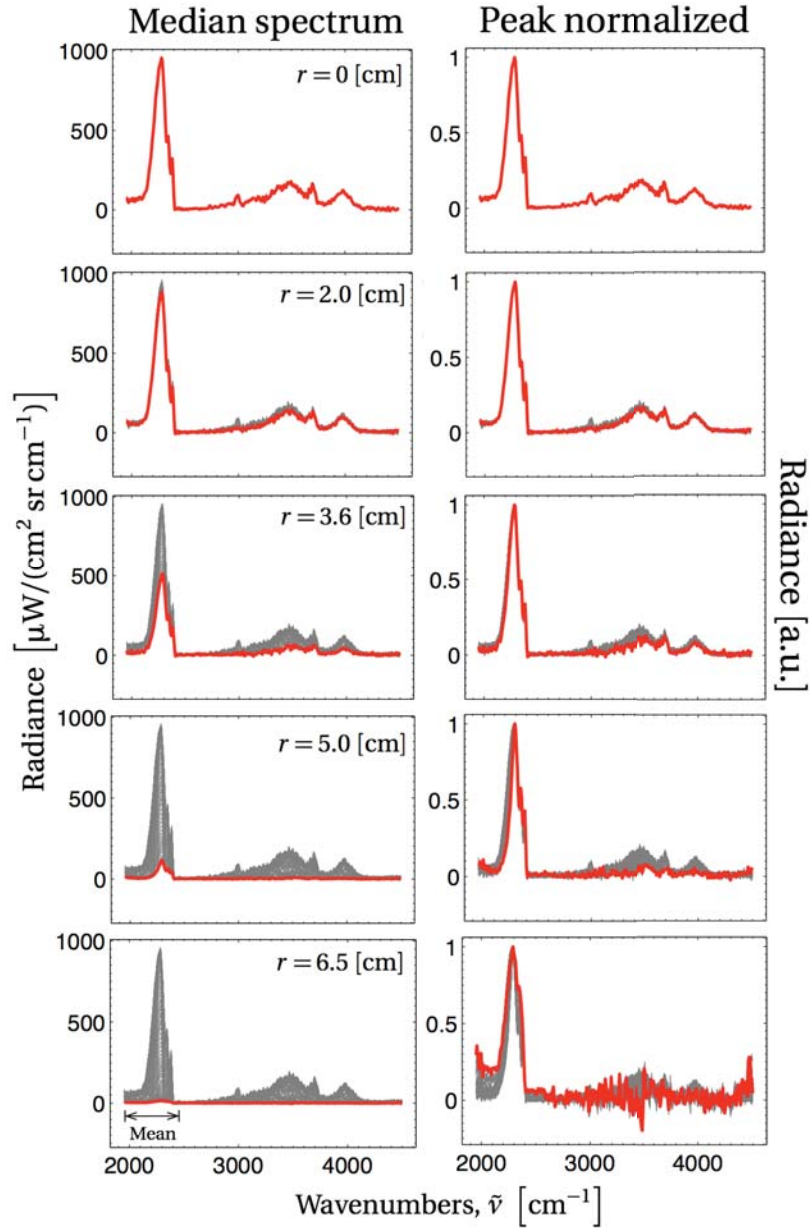 Median spectrum
Peak normalized
1000
500
0
r = 0 [cm]
1
0.5
0
1000
500
0
r = 2.0 [cm]
1
0.5
0
1000
500
0
r = 3.6 [cm]
1
0.5
0
1000
500
0
r = 5.0 [cm]
1
0.5
0
1000
500
0
r = 6.5 [cm]
Mean
1
0.5
0
2000 3000 4000
2000 3000 4000
Radiance [µW/(cm² sr cm⁻¹)]
Radiance [a.u.]
Wavenumbers, ṽ [cm⁻¹]